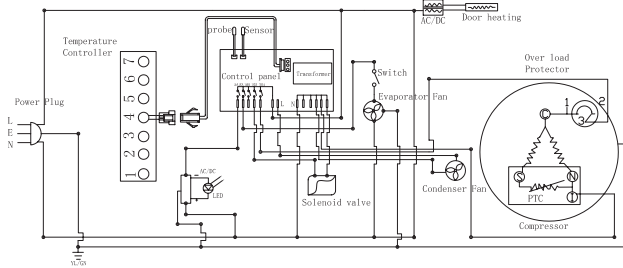 AC/DC
Door heating
Temperature
Controller
probe
Sensor
Over load
Protector
Control panel
Transformer
Switch
Evaporator Fan
Power Plug
L
E
N
7
6
5
4
3
2
1
L
N
1
2
3
C
S
N
PTC
Compressor
AC/DC
LED
Solenoid valve
Condenser Fan
YL/GN